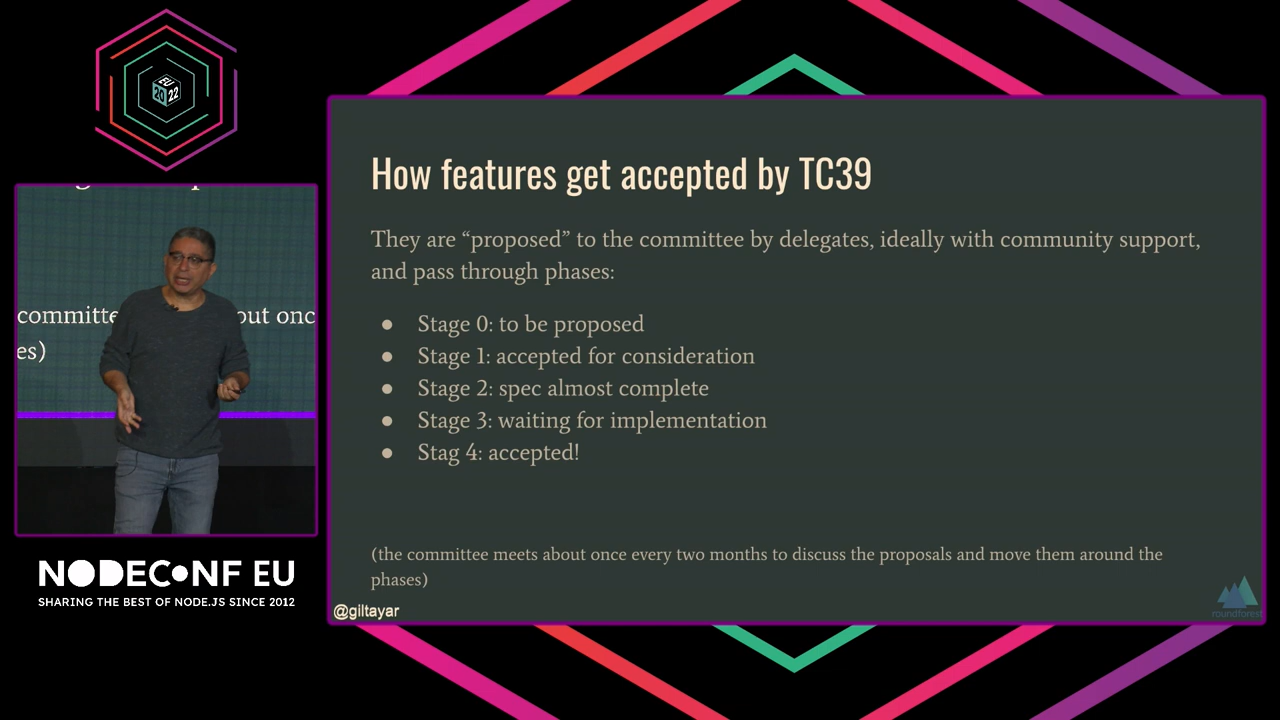 EU
20
22
committe
out onc
es)
NODECONF EU
SHARING THE BEST OF NODE.JS SINCE 2012
How features get accepted by TC39
They are “proposed” to the committee by delegates, ideally with community support,
and pass through phases:
● Stage 0: to be proposed
● Stage 1: accepted for consideration
● Stage 2: spec almost complete
● Stage 3: waiting for implementation
● Stag 4: accepted!
(the committee meets about once every two months to discuss the proposals and move them around the
phases)
@giltayar
roundforest